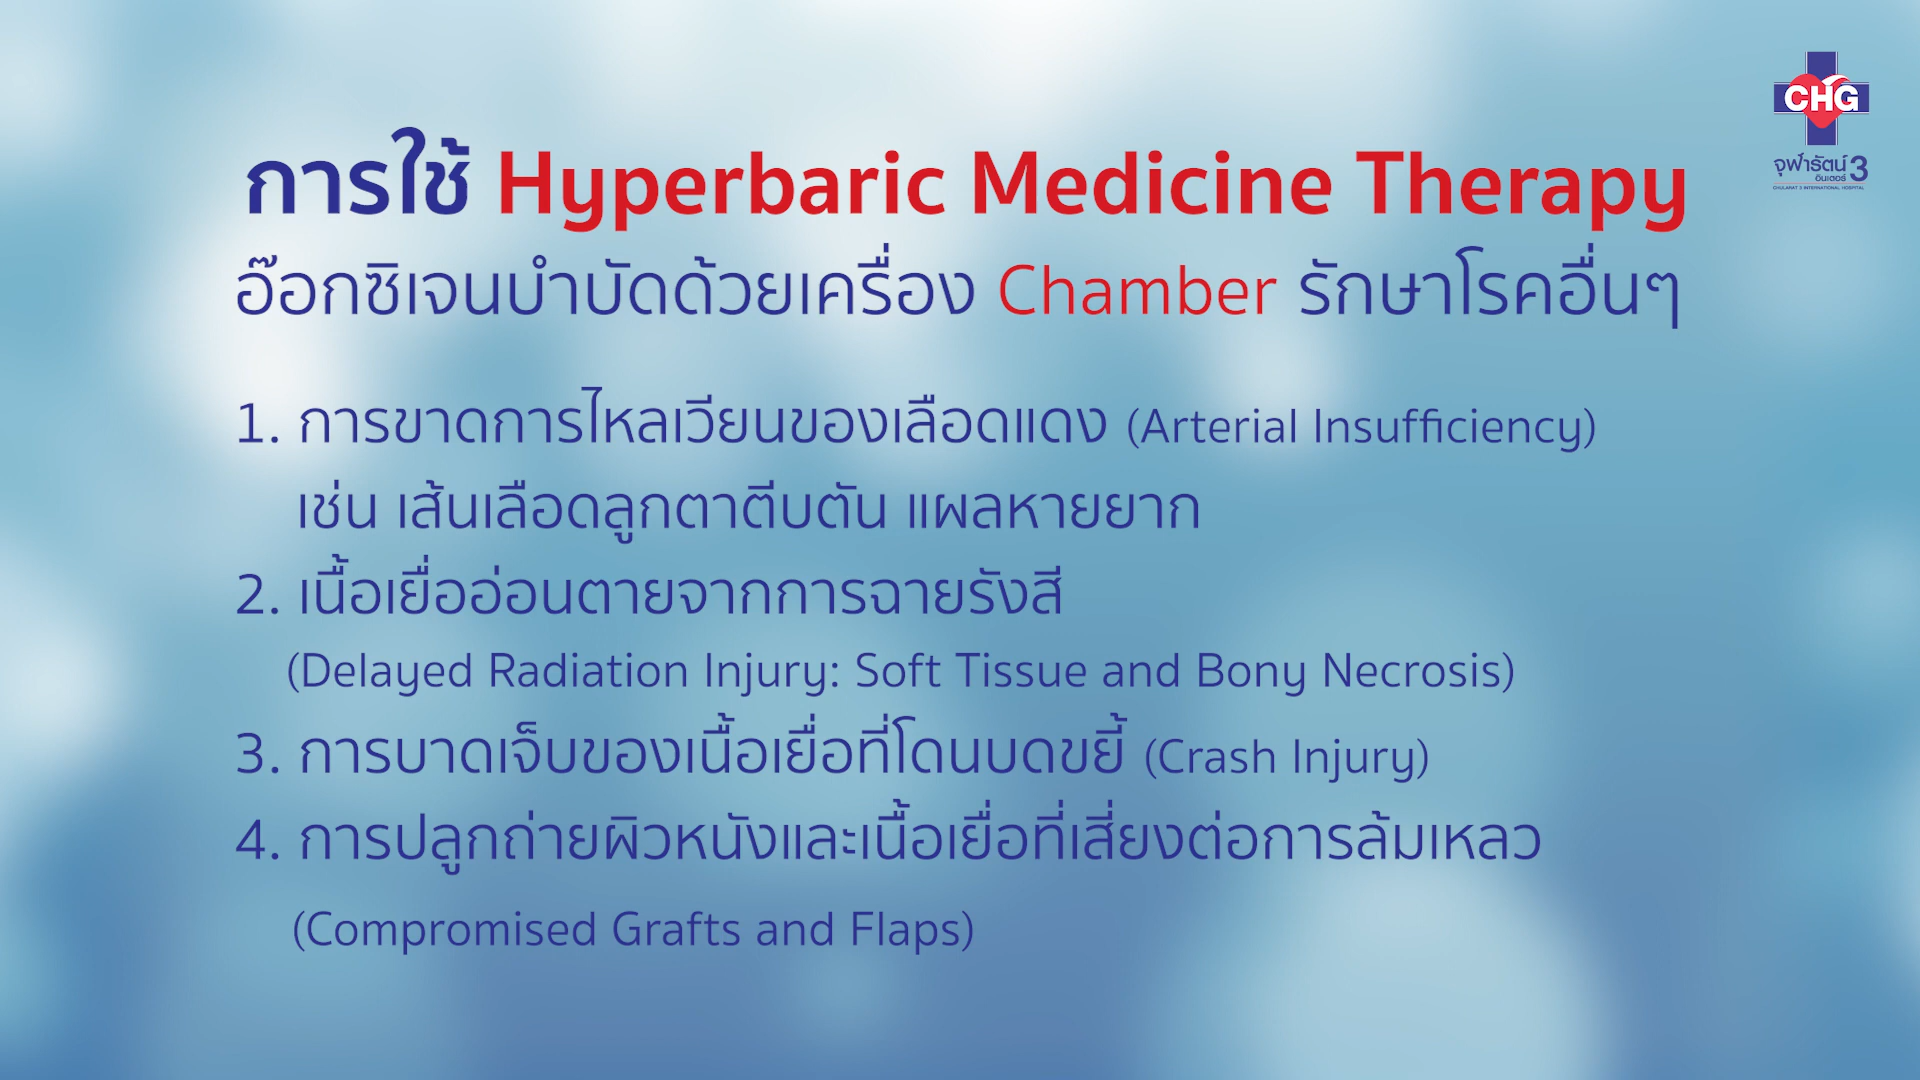 CHG
จุฬารัตน์ 3
อินเตอร์
CHULARAT 3 INTERNATIONAL HOSPITAL
การใช้ Hyperbaric Medicine Therapy
อ๊อกซิเจนบำบัดด้วยเครื่อง Chamber รักษาโรคอื่นๆ
1. การขาดการไหลเวียนของเลือดแดง (Arterial Insufficiency)
เช่น เส้นเลือดลูกตาตีบตัน แผลหายยาก
2. เนื้อเยื่ออ่อนตายจากการฉายรังสี
(Delayed Radiation Injury: Soft Tissue and Bony Necrosis)
3. การบาดเจ็บของเนื้อเยื่อที่โดนบดขยี้ (Crash Injury)
4. การปลูกถ่ายผิวหนังและเนื้อเยื่อที่เสี่ยงต่อการล้มเหลว
(Compromised Grafts and Flaps)